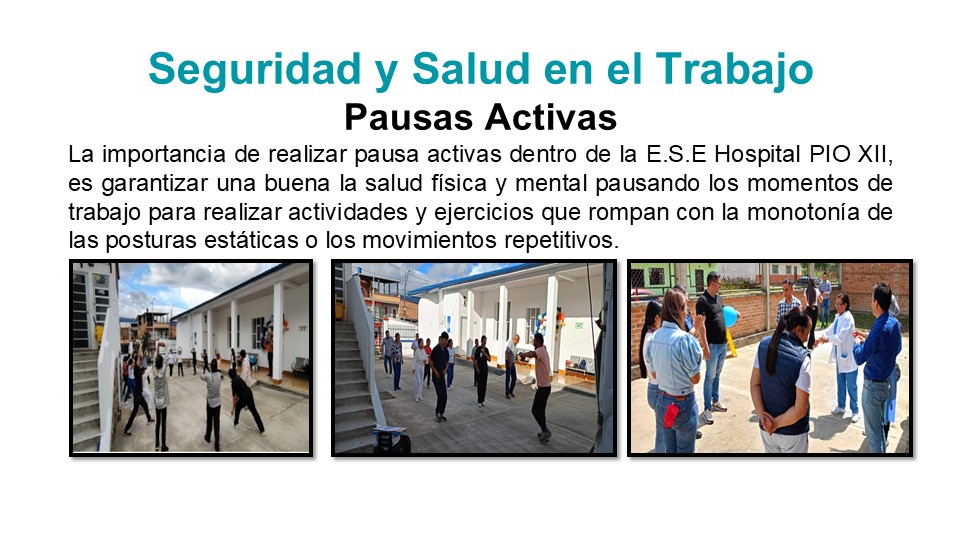 Seguridad y Salud en el Trabajo
Pausas Activas
La importancia de realizar pausa activas dentro de la E.S.E Hospital PIO XII,
es garantizar una buena la salud física y mental pausando los momentos de
trabajo para realizar actividades y ejercicios que rompan con la monotonía de
las posturas estáticas o los movimientos repetitivos.